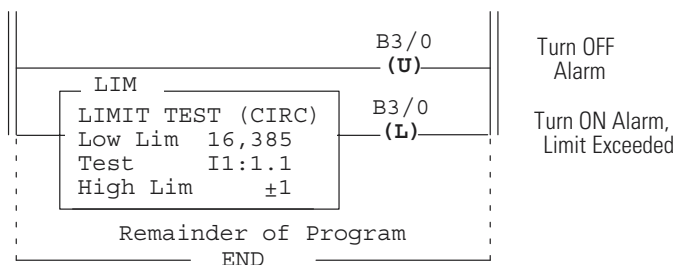 B3/0
(U)
Turn OFF
Alarm
LIM
LIMIT TEST (CIRC)
Low Lim 16,385
Test I1:1.1
High Lim ±1
B3/0
(L)
Turn ON Alarm,
Limit Exceeded
Remainder of Program
END